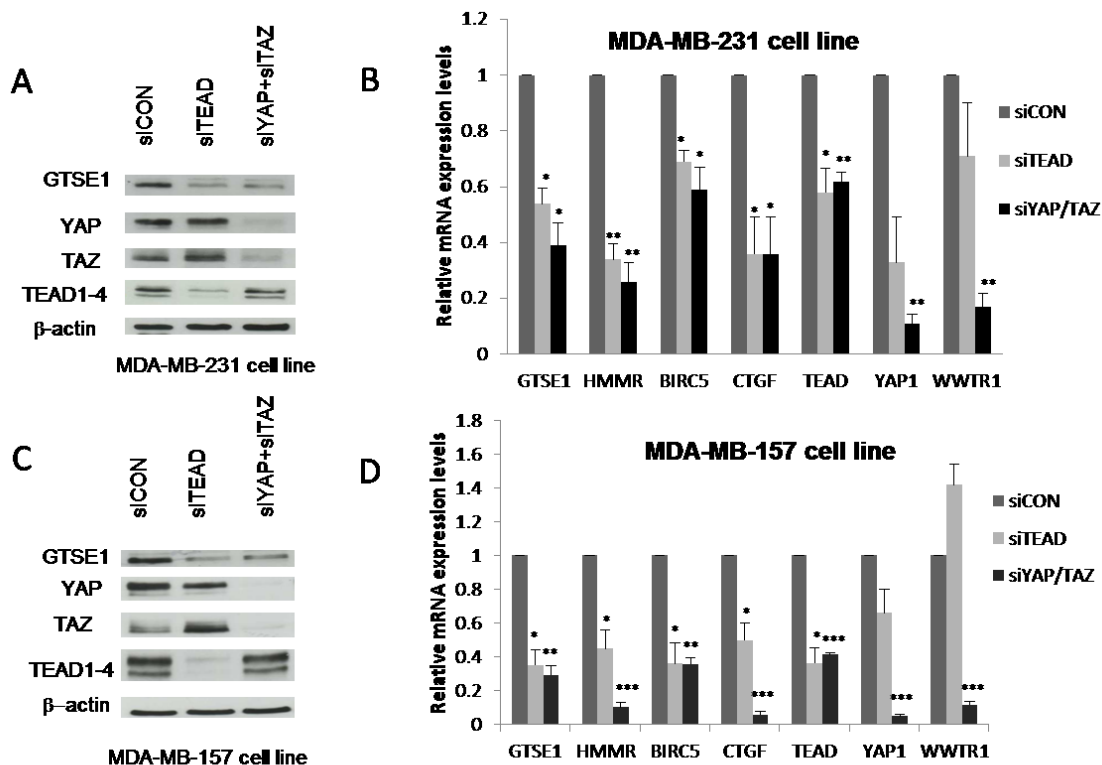 A
siCON
siTEAD
siYAP+siTAZ
GTSE1
YAP
TAZ
TEAD1-4
β-actin
MDA-MB-231 cell line
B
MDA-MB-231 cell line
Relative mRNA expression levels
1.2
1
0.8
0.6
0.4
0.2
0
* * ** ** * * * * * ** ** **
GTSE1 HMMR BIRC5 CTGF TEAD YAP1 WWTR1
siCON
siTEAD
siYAP/TAZ
C
siCON
siTEAD
siYAP+siTAZ
GTSE1
YAP
TAZ
TEAD1-4
β-actin
MDA-MB-157 cell line
D
MDA-MB-157 cell line
Relative mRNA expression levels
1.8
1.6
1.4
1.2
1
0.8
0.6
0.4
0.2
0
* ** * *** * ** * *** * *** *** ***
GTSE1 HMMR BIRC5 CTGF TEAD YAP1 WWTR1
siCON
siTEAD
siYAP/TAZ